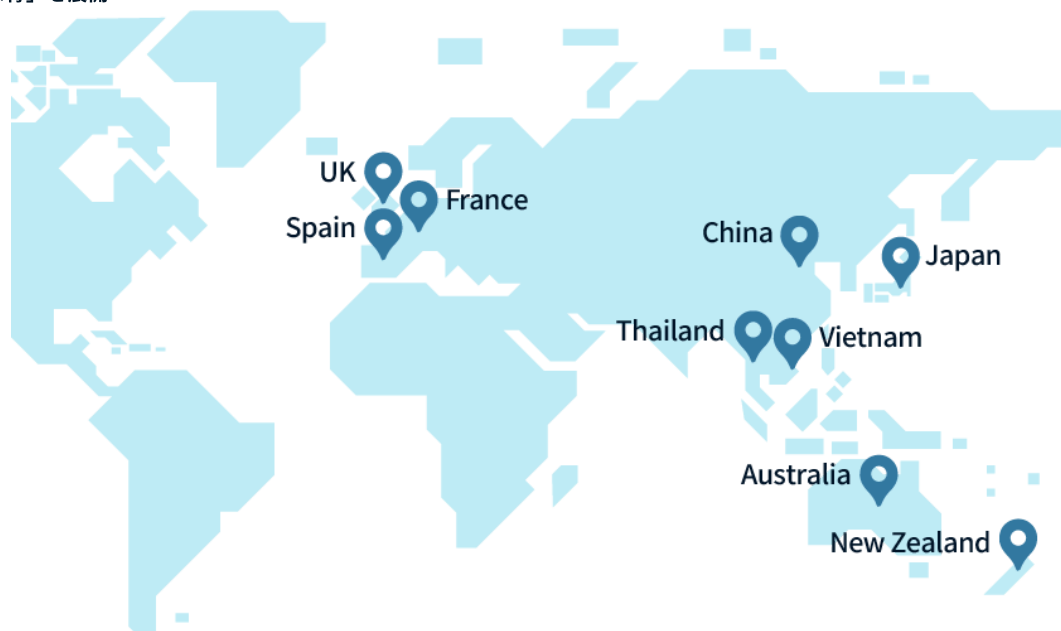 UK
France
Spain
China
Japan
Thailand
Vietnam
Australia
New Zealand